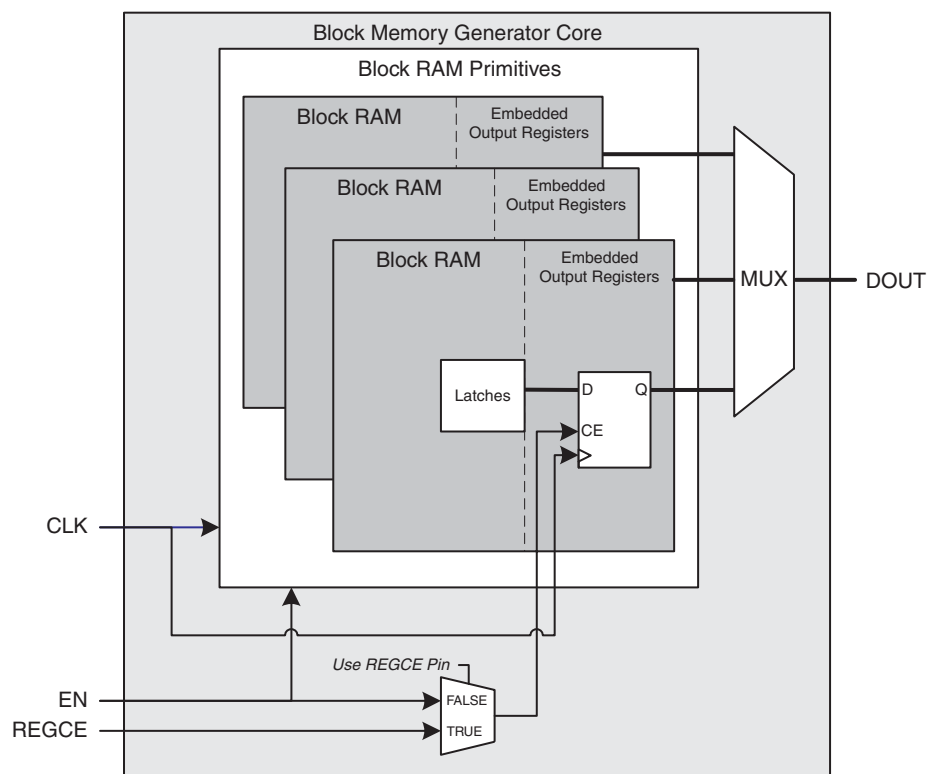 Block Memory Generator Core
Block RAM Primitives
Block RAM
Embedded
Output Registers
Block RAM
Embedded
Output Registers
Block RAM
Embedded
Output Registers
MUX
DOUT
Latches
D
Q
CE
CLK
Use REGCE Pin
EN
FALSE
REGCE
TRUE